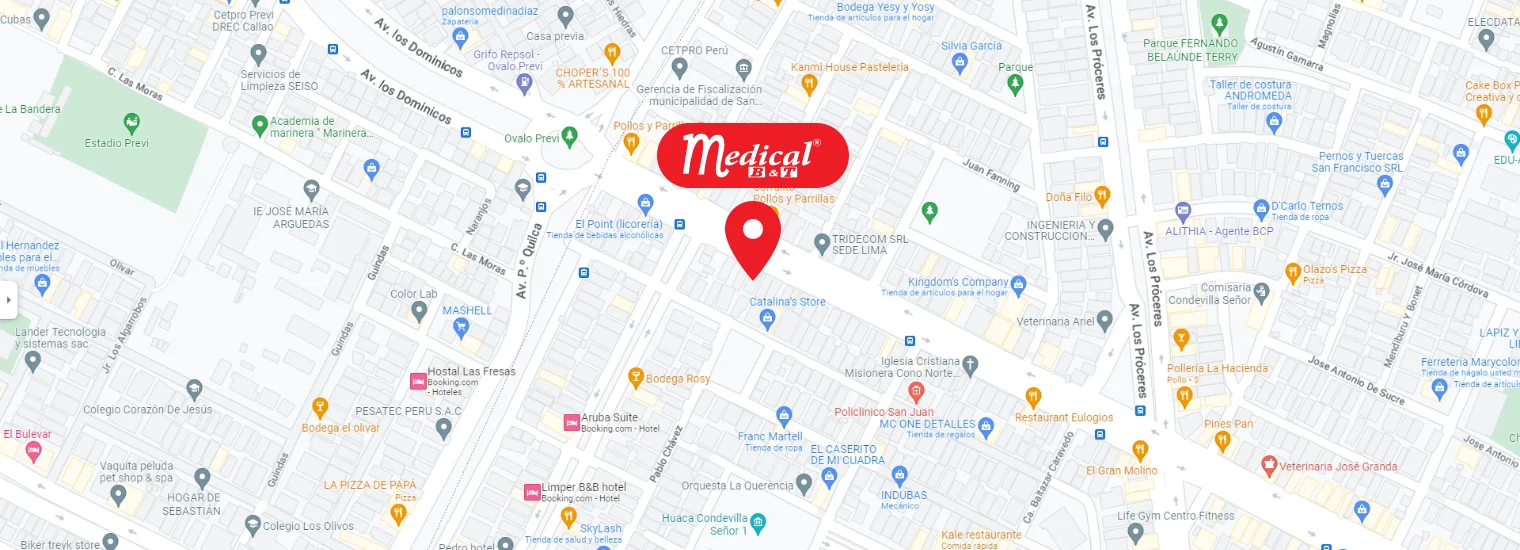 Cubas
Cetpro Previ
DREC Callao
palonsomedinadiaz
Zapatería
Casa previa
Bodega Yesy y Yosy
Tienda de artículos para el hogar
Magnolias
ELECDATA
Av. los Dominicos
Av. los Dominicos
Grifo Repsol -
Ovalo Previ
CHOPER´S 100
% ARTESANAL
CETPRO Perú
Silvia García
Av. Los Próceres
Parque FERNANDO
BELAÚNDE TERRY
Agustín Gamarra
C. Las Moras
Servicios de
Limpieza SEISO
Gerencia de Fiscalización
municipalidad de San...
Kanmi House Pasteleria
Parque
Taller de costura
ANDROMEDA
Taller de costura
Cake Box P
Creativa y d
e La Bandera
Estadio Previ
Academia de
marinera " Marinera...
Ovalo Previ
Pollos y Parrillas
Medical®
B & T
Pollos y Parrillas
Juan Fanning
Pernos y Tuercas
San Francisco SRL
EDU-A
Doña Filo
IE JOSÉ MARÍA
ARGUEDAS
Naranjos
El Point (licorería)
Tienda de bebidas alcohólicas
TRIDECOM SRL
SEDE LIMA
INGENIERIA Y
CONSTRUCCION...
ALITHIA - Agente BCP
D'Carlo Ternos
Tienda de ropa
Hernandez
bles para el...
nda de muebles
Olivar
Guindas
C. Las Moras
Av. P.º Quilca
Av. Los Próceres
Jr. José María Córdova
Color Lab
MASHELL
Catalina's Store
Kingdom's Company
Tienda de artículos para el hogar
Olazo's Pizza
Pizza
Comisaria
Condevilla Señor
Lander Tecnologia
y sistemas sac
Jr. Los Algarrobos
Guindas
Veterinaria Ariel
Av. Los Próceres
Av. Los Próceres
Mendiburu Y Bonet
LAPIZ Y
LIB
Hostal Las Fresas
Booking.com
- Hoteles
Bodega Rosy
Iglesia Cristiana
Misionera Cono Norte...
Pollería La Hacienda
Pollo • $
Jose Antonio De Sucre
Ferreteria Marycolor
Tienda de hágalo usted m
Tienda de artícul
Colegio Corazón De Jesús
PESATEC PERU S.A.C
Bodega el olivar
Aruba Suite
Booking.com - Hotel
Policlinico San Juan
MC ONE DETALLES
Tienda de regalos
Restaurant Eulogios
Pines Pan
El Bulevar
Franc Martell
Tienda de ropa
Jose Antonio
Guindas
Pablo Chávez
EL CASERITO
DE MI CUADRA
Ca. Baltazar Caravedo
El Gran Molino
Veterinaria José Granda
Vaquita peluda
pet shop & spa
LA PIZZA DE PAPÁ
Pizza
Limper B&B hotel
Booking.com - Hotel
Orquesta La Querencia
INDUBAS
Mecánico
HOGAR DE
SEBASTIÁN
Colegio Los Olivos
SkyLash
Tienda de salud y belleza
Huaca Condevilla
Señor 1
Life Gym Centro Fitness
Biker treyk store
Pedro hotel
Kale restaurante
Comida rápida